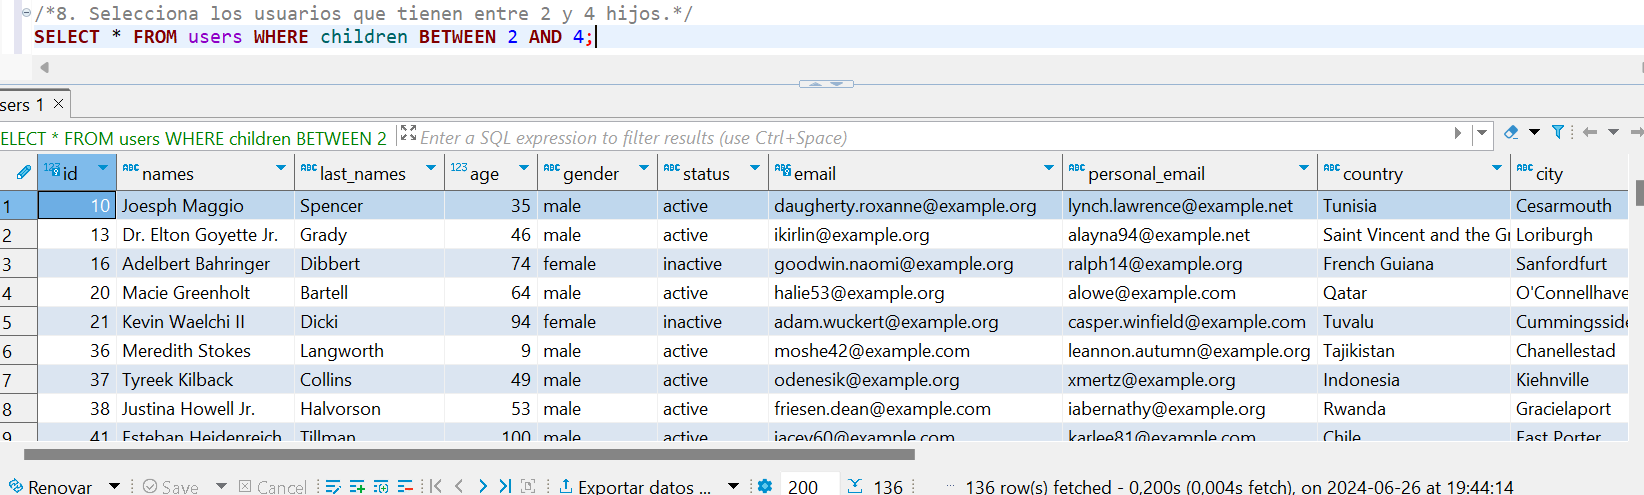 /*8. Selecciona los usuarios que tienen entre 2 y 4 hijos.*/
SELECT * FROM users WHERE children BETWEEN 2 AND 4;
sers 1
ELECT * FROM users WHERE children BETWEEN 2 Enter a SQL expression to filter results (use Ctrl+Space)
123 id ABC names ABC last_names 123 age ABC gender ABC status ABC email ABC personal_email ABC country ABC city
1 10 Joesph Maggio Spencer 35 male active daugherty.roxanne@example.org lynch.lawrence@example.net Tunisia Cesarmouth
2 13 Dr. Elton Goyette Jr. Grady 46 male active ikirlin@example.org alayna94@example.net Saint Vincent and the Gr Loriburgh
3 16 Adelbert Bahringer Dibbert 74 female inactive goodwin.naomi@example.org ralph14@example.org French Guiana Sanfordfurt
4 20 Macie Greenholt Bartell 64 male active halie53@example.org alowe@example.com Qatar O'Connellhave
5 21 Kevin Waelchi II Dicki 94 female inactive adam.wuckert@example.org casper.winfield@example.com Tuvalu Cummingsside
6 36 Meredith Stokes Langworth 9 male active moshe42@example.com leannon.autumn@example.org Tajikistan Chanellestad
7 37 Tyreek Kilback Collins 49 male active odenesik@example.org xmertz@example.org Indonesia Kiehnville
8 38 Justina Howell Jr. Halvorson 53 male active friesen.dean@example.com iabernathy@example.org Rwanda Gracielaport
9 41 Esteban Heidenreich Tillman 100 male active jacey60@example.com karlee81@example.com Chile East Porter
Renovar Save Cancel Exportar datos ... 200 136 136 row(s) fetched - 0,200s (0,004s fetch), on 2024-06-26 at 19:44:14